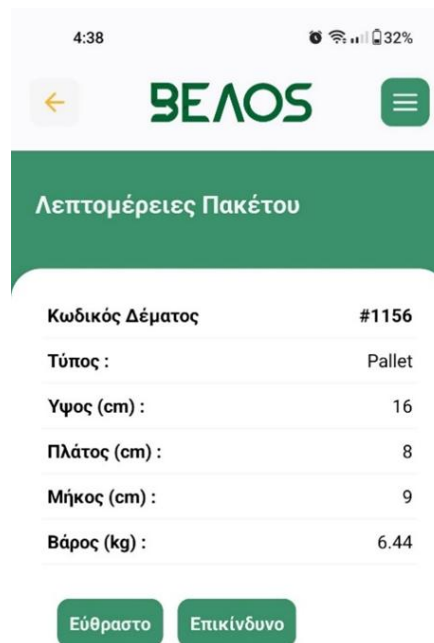 4:38 32%
ΒΕΛΟΣ
Λεπτομέρειες Πακέτου
Κωδικός Δέματος #1156
Τύπος : Pallet
Υψος (cm) : 16
Πλάτος (cm) : 8
Μήκος (cm) : 9
Βάρος (kg) : 6.44
Εύθραστο Επικίνδυνο